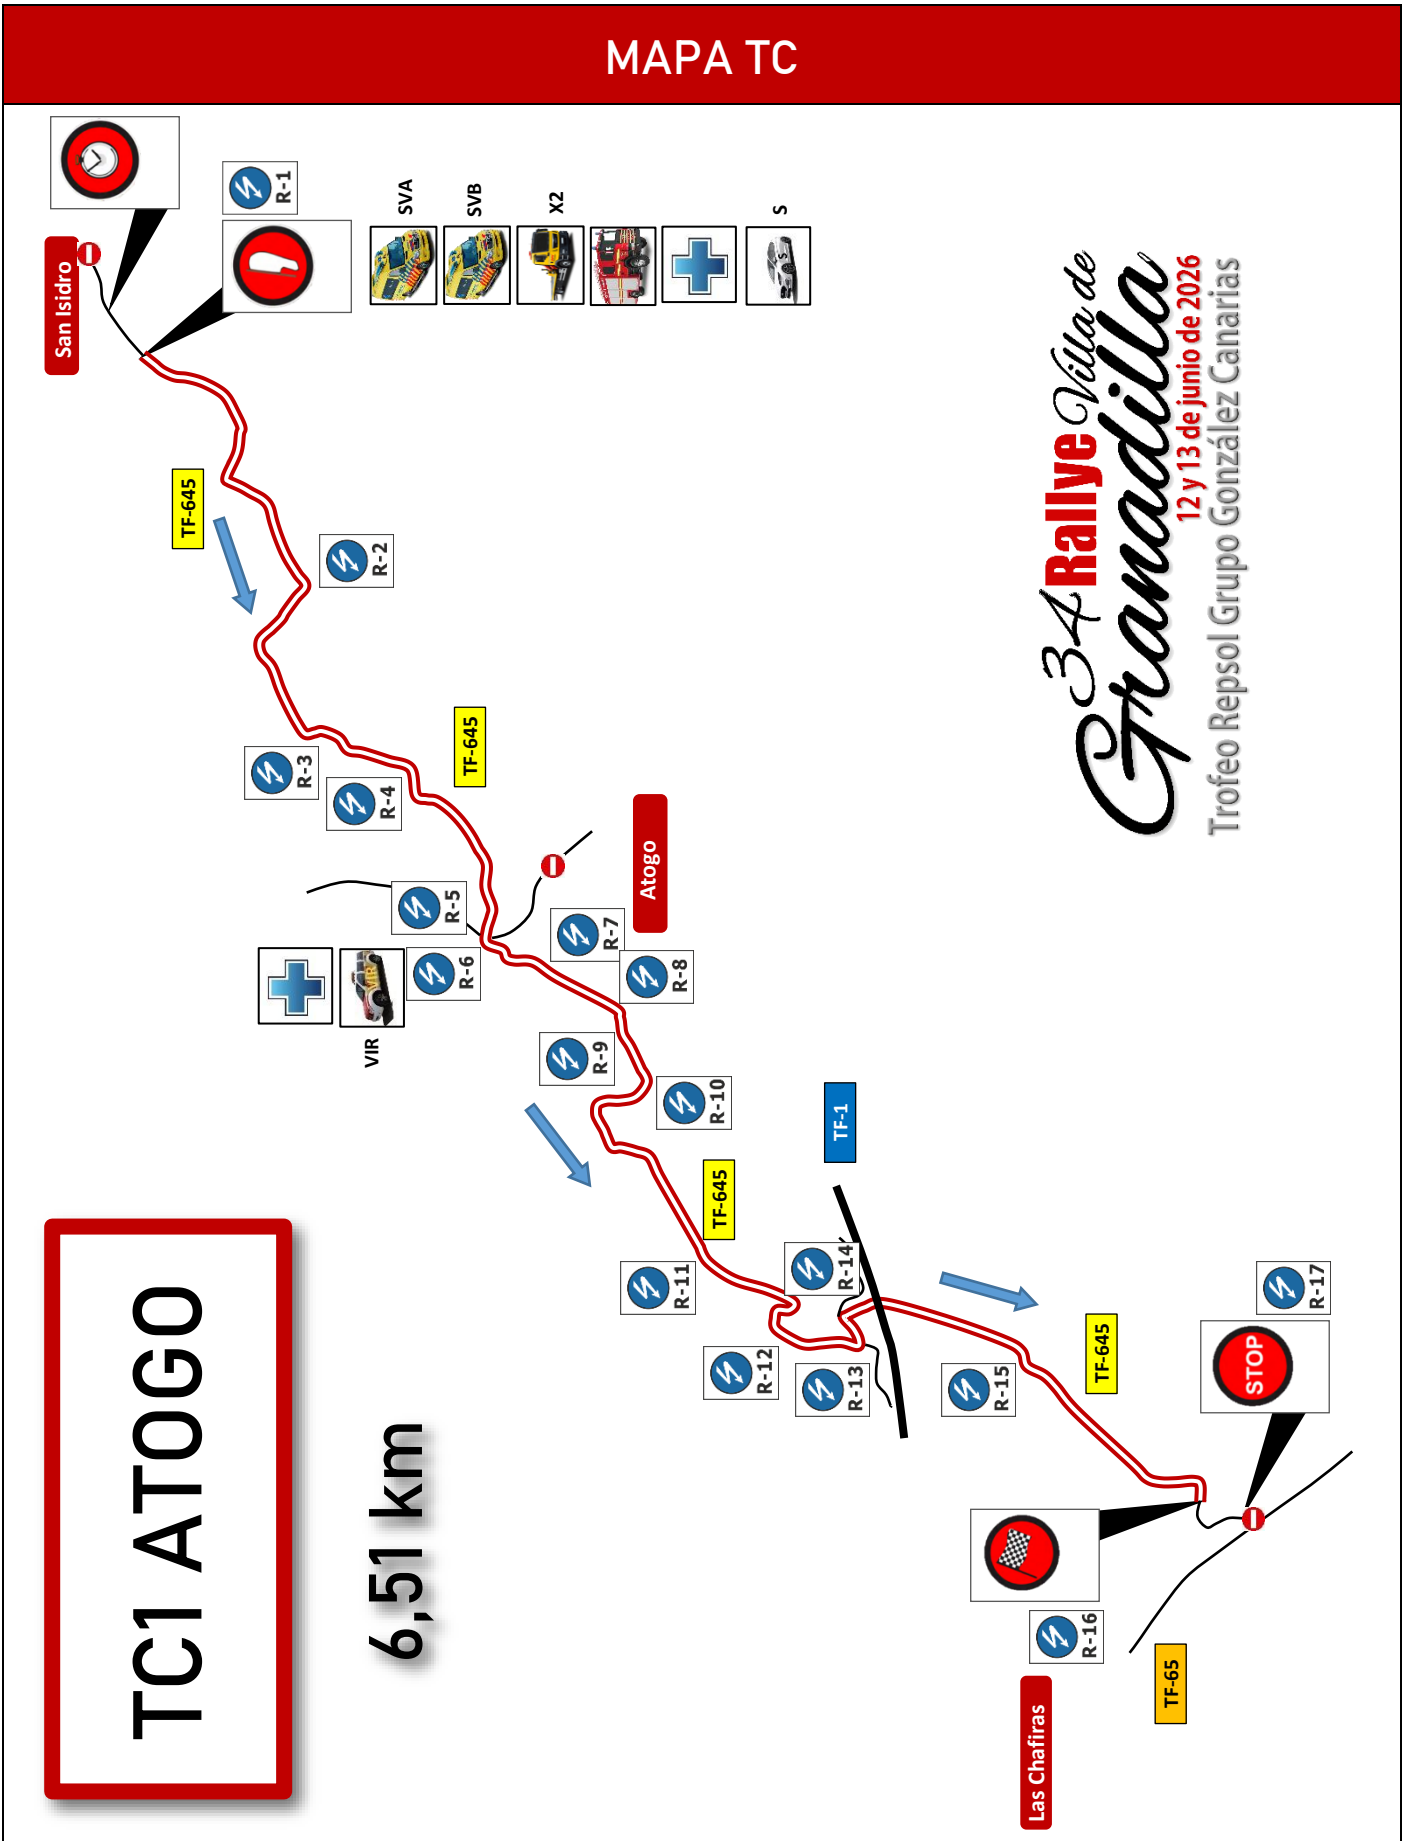 MAPA TC
TC1 ATOGO
6,51 km
San Isidro
R-1
SVA
SVB
X2
S
S
TF-645
R-2
R-3
R-4
TF-645
R-5
R-6
VIR
VIR
R-7
R-8
Atogo
R-9
R-10
TF-645
TF-1
R-11
R-12
R-13
R-14
R-15
TF-645
R-16
R-17
STOP
Las Chafiras
TF-65
34 Rallye Villa de
Granadilla
12 y 13 de junio de 2026
Trofeo Repsol Grupo González Canarias